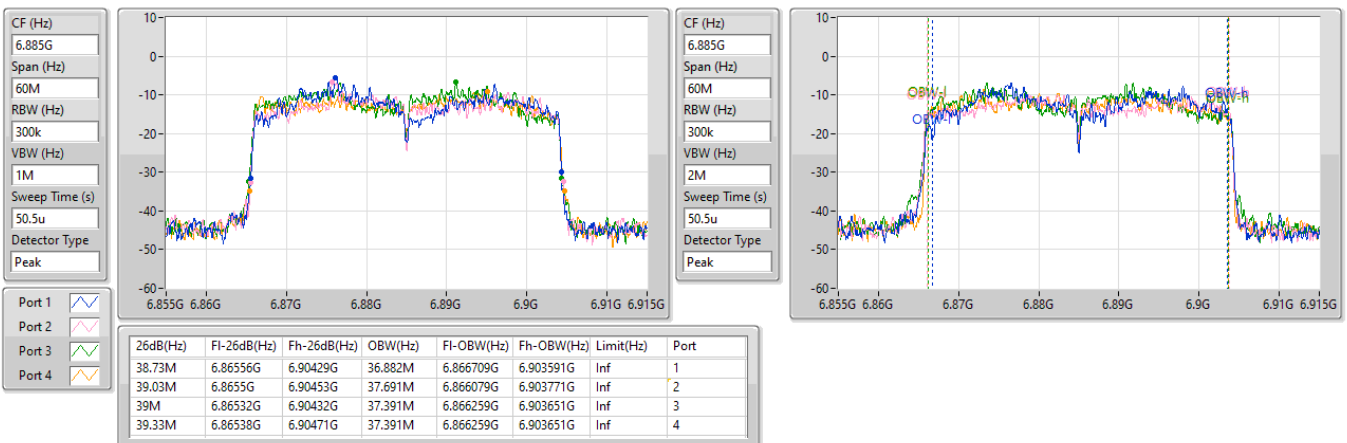 CF (Hz)
6.885G
Span (Hz)
60M
RBW (Hz)
300k
VBW (Hz)
1M
Sweep Time (s)
50.5u
Detector Type
Peak
10
0
-10
-20
-30
-40
-50
-60
6.855G 6.86G 6.87G 6.88G 6.89G 6.9G 6.91G 6.915G
CF (Hz)
6.885G
Span (Hz)
60M
RBW (Hz)
300k
VBW (Hz)
2M
Sweep Time (s)
50.5u
Detector Type
Peak
10
0
-10
-20
-30
-40
-50
-60
OBW-l
OBW-h
6.855G 6.86G 6.87G 6.88G 6.89G 6.9G 6.91G 6.915G
Port 1
Port 2
Port 3
Port 4
26dB(Hz) Fl-26dB(Hz) Fh-26dB(Hz) OBW(Hz) Fl-OBW(Hz) Fh-OBW(Hz) Limit(Hz) Port
38.73M 6.86556G 6.90429G 36.882M 6.866709G 6.903591G Inf 1
39.03M 6.8655G 6.90453G 37.691M 6.866079G 6.903771G Inf 2
39M 6.86532G 6.90432G 37.391M 6.866259G 6.903651G Inf 3
39.33M 6.86538G 6.90471G 37.391M 6.866259G 6.903651G Inf 4